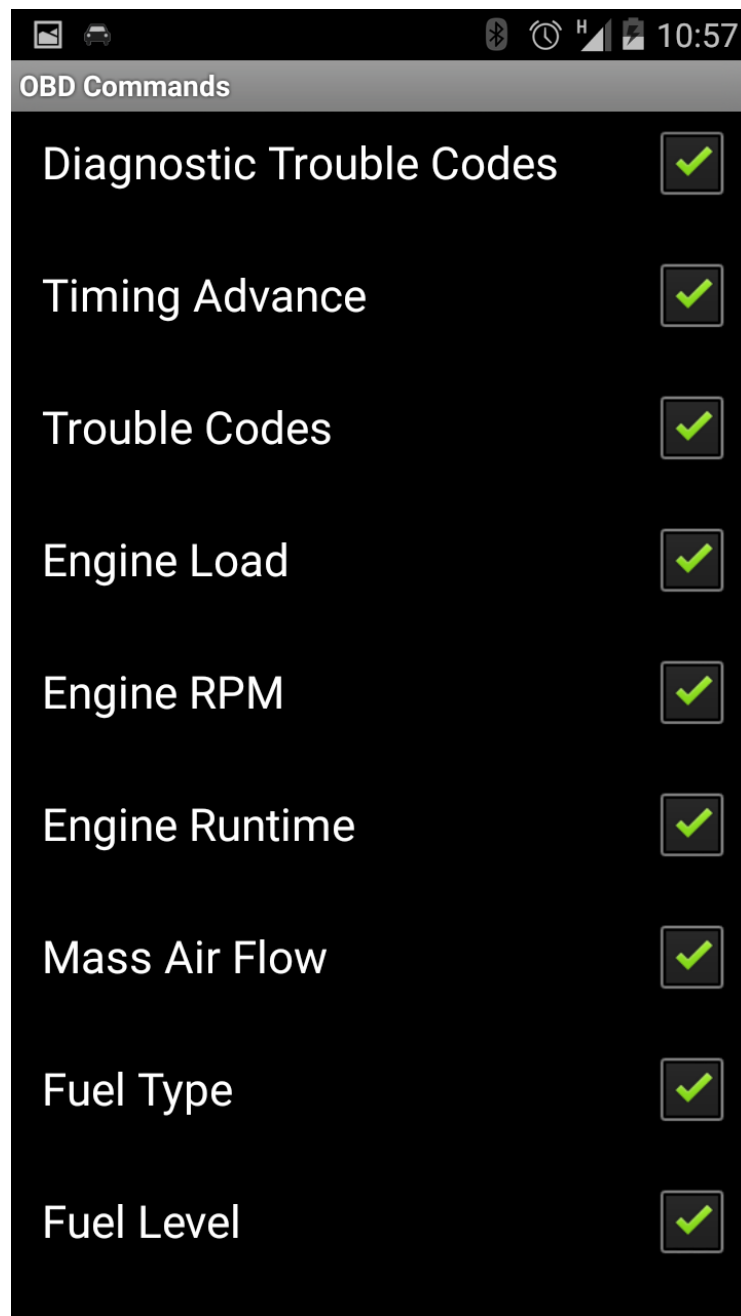 H 10:57
OBD Commands
Diagnostic Trouble Codes
Timing Advance
Trouble Codes
Engine Load
Engine RPM
Engine Runtime
Mass Air Flow
Fuel Type
Fuel Level